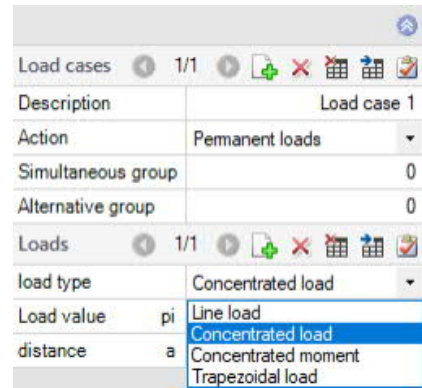 Load cases 1/1
Description Load case 1
Action Permanent loads
Simultaneous group 0
Alternative group 0
Loads 1/1
load type Concentrated load
Load value pi Line load
Concentrated load
distance a Concentrated moment
Trapezoidal load